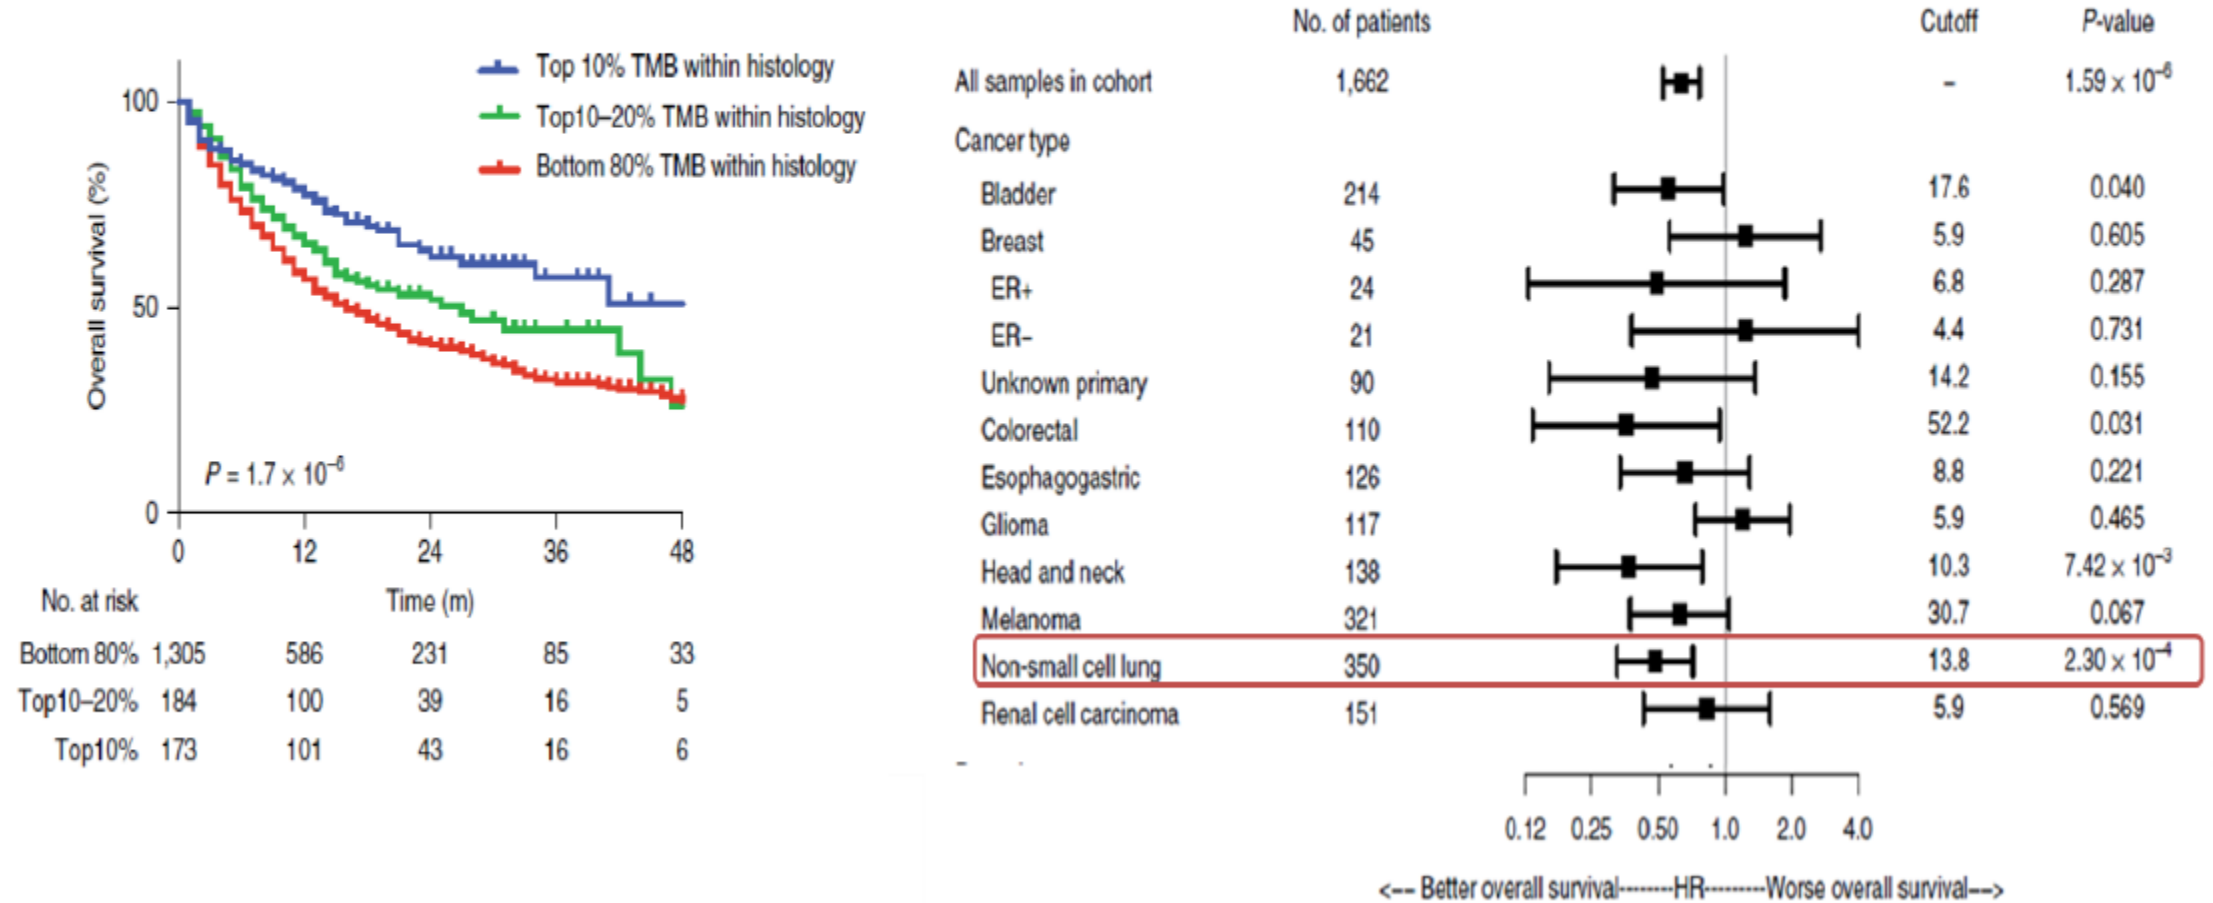 Top 10% TMB within histology
Top10–20% TMB within histology
Bottom 80% TMB within histology
Overall survival (%)
100
50
0
P = 1.7 × 10⁻⁶
0 12 24 36 48
No. at risk Time (m)
Bottom 80% 1,305 586 231 85 33
Top10–20% 184 100 39 16 5
Top10% 173 101 43 16 6
No. of patients Cutoff P-value
All samples in cohort 1,662 – 1.59 × 10⁻⁶
Cancer type
Bladder 214 17.6 0.040
Breast 45 5.9 0.605
ER+ 24 6.8 0.287
ER– 21 4.4 0.731
Unknown primary 90 14.2 0.155
Colorectal 110 52.2 0.031
Esophagogastric 126 8.8 0.221
Glioma 117 5.9 0.465
Head and neck 138 10.3 7.42 × 10⁻³
Melanoma 321 30.7 0.067
Non-small cell lung 350 13.8 2.30 × 10⁻⁴
Renal cell carcinoma 151 5.9 0.569
0.12 0.25 0.50 1.0 2.0 4.0
<-- Better overall survival--------HR---------Worse overall survival-->